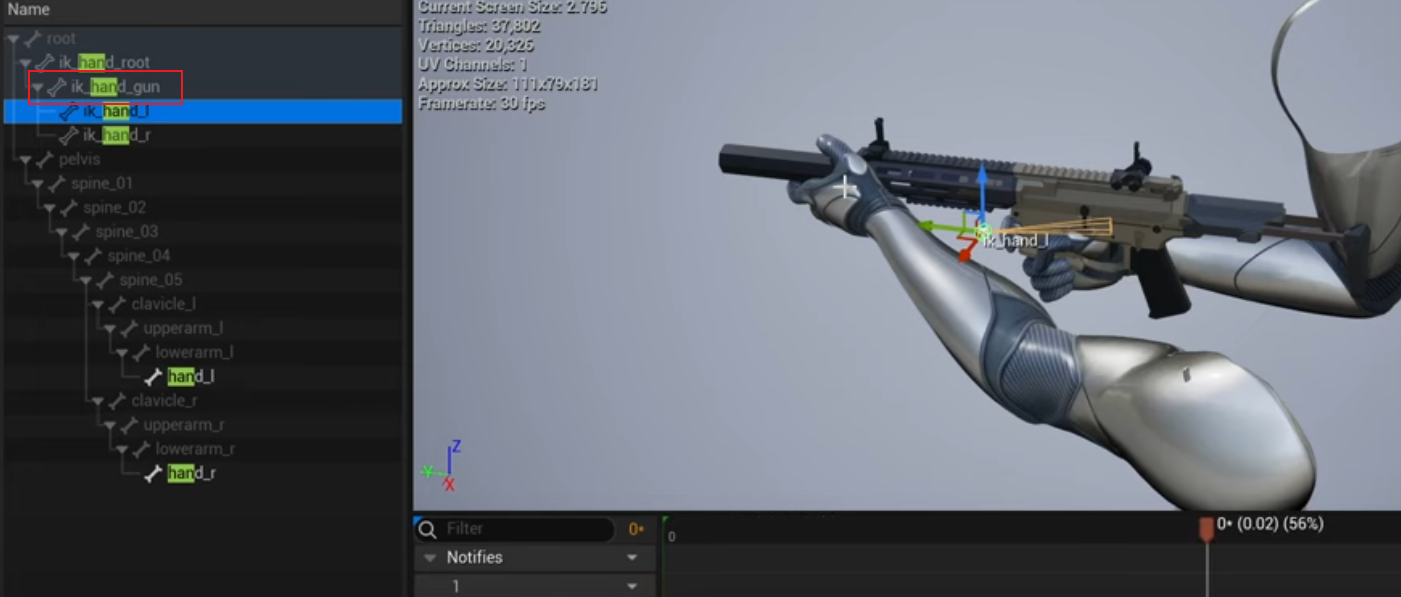 Name
root
ik_hand_root
ik_hand_gun
ik_hand_l
ik_hand_r
pelvis
spine_01
spine_02
spine_03
spine_04
spine_05
clavicle_l
upperarm_l
lowerarm_l
hand_l
clavicle_r
upperarm_r
lowerarm_r
hand_r
Current Screen Size: 2.795
Triangles: 37,802
Vertices: 20,325
UV Channels: 1
Approx Size: 111x79x181
Framerate: 30 fps
ik_hand_l
Z
Y
X
Filter
0*
0
0* (0.02) (56%)
Notifies
1